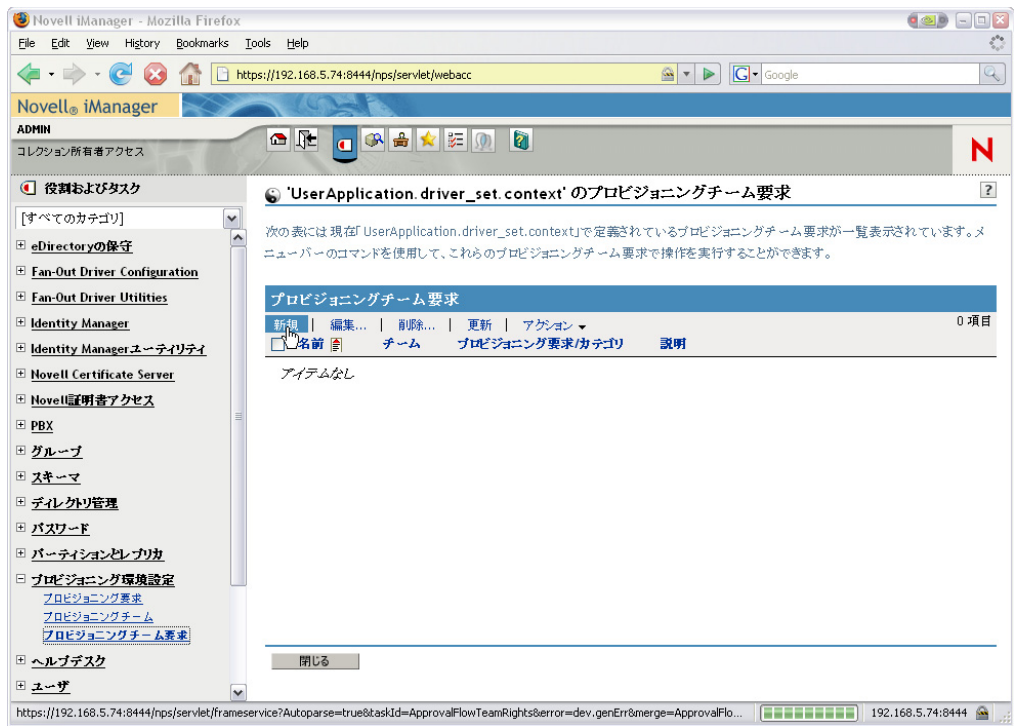 Novell iManager - Mozilla Firefox
File Edit View History Bookmarks Tools Help
https://192.168.5.74:8444/nps/servlet/webacc
G Google
Novell® iManager
ADMIN
コレクション所有者アクセス
N
役割およびタスク
[すべてのカテゴリ]
eDirectoryの保守
Fan-Out Driver Configuration
Fan-Out Driver Utilities
Identity Manager
Identity Managerユーティリティ
Novell Certificate Server
Novell証明書アクセス
PBX
グループ
スキーマ
ディレクトリ管理
パスワード
パーティションとレプリカ
プロビジョニング環境設定
プロビジョニング要求
プロビジョニングチーム
プロビジョニングチーム要求
ヘルプデスク
ユーザ
'UserApplication.driver_set.context' のプロビジョニングチーム要求
?
次の表には現在「UserApplication.driver_set.context」で定義されているプロビジョニングチーム要求が一覧表示されています。メ
ニューバーのコマンドを使用して、これらのプロビジョニングチーム要求で操作を実行することができます。
プロビジョニングチーム要求
新規 | 編集... | 削除... | 更新 | アクション
0 項目
名前 チーム プロビジョニング要求/カテゴリ 説明
アイテムなし
閉じる
https://192.168.5.74:8444/nps/servlet/frameservice?Autoparse=true&taskId=ApprovalFlowTeamRights&error=dev.genErr&merge=ApprovalFlo... 192.168.5.74:8444